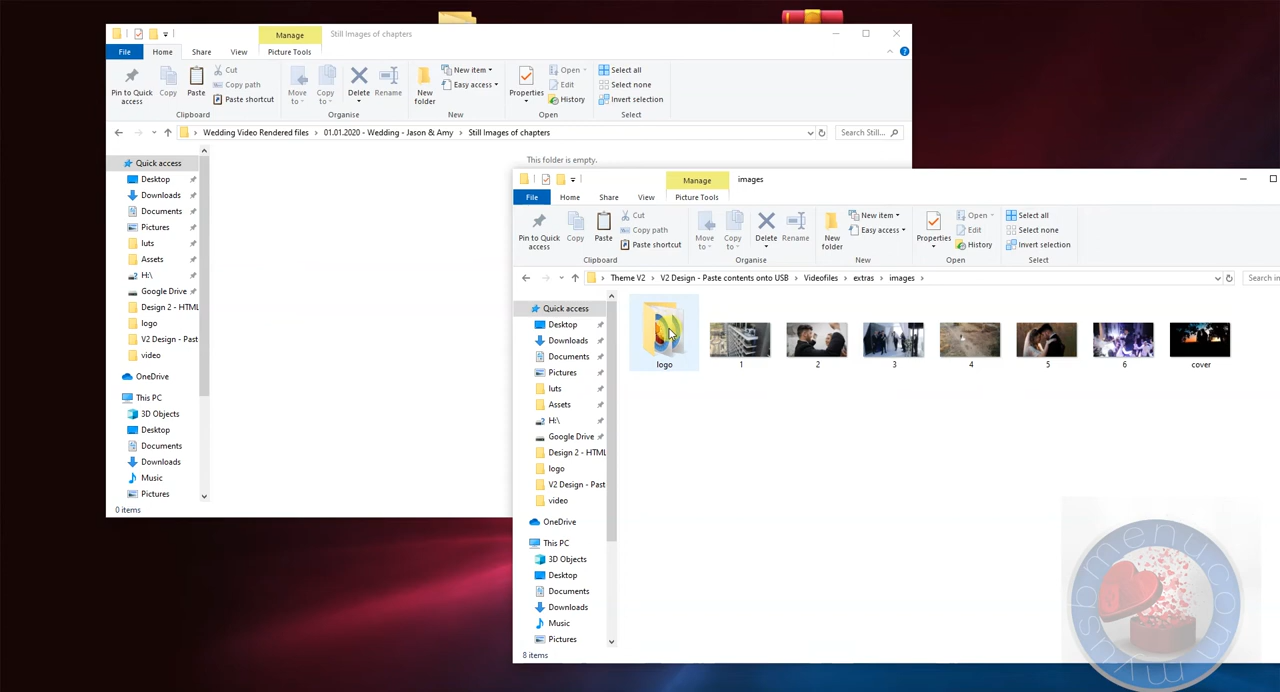 Manage
Still Images of chapters
File
Home
Share
View
Picture Tools
Pin to Quick access
Copy
Paste
Cut
Copy path
Paste shortcut
Move to
Copy to
Delete
Rename
New folder
New item
Easy access
Properties
Open
Edit
History
Select all
Select none
Invert selection
Clipboard
Organise
New
Open
Select
Wedding Video Rendered files > 01.01.2020 - Wedding - Jason & Amy > Still Images of chapters
Search Still...
This folder is empty.
Quick access
Desktop
Downloads
Documents
Pictures
luts
Assets
H:\
Google Drive
Design 2 - HTML
logo
V2 Design - Past
video
OneDrive
This PC
3D Objects
Desktop
Documents
Downloads
Music
Pictures
0 items
Manage
images
File
Home
Share
View
Picture Tools
Pin to Quick access
Copy
Paste
Cut
Copy path
Paste shortcut
Move to
Copy to
Delete
Rename
New folder
New item
Easy access
Properties
Open
Edit
History
Select all
Select none
Invert selection
Clipboard
Organise
New
Open
Select
Theme V2 > V2 Design - Paste contents onto USB > Videofiles > extras > images >
Search in
Quick access
Desktop
Downloads
Documents
Pictures
luts
Assets
H:\
Google Drive
Design 2 - HTML
logo
V2 Design - Past
video
OneDrive
This PC
3D Objects
Desktop
Documents
Downloads
Music
Pictures
logo
1
2
3
4
5
6
cover
8 items
usbmenu.com